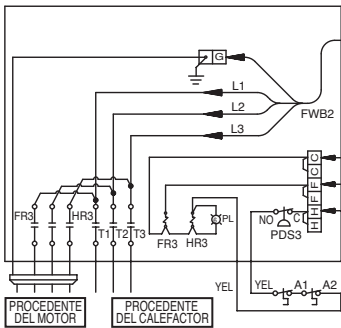 G
L1
L2
L3
FWB2
C
C
F
F
H
H
FR3
HR3
T1 T2 T3
FR3
HR3
PL
NO
C
PDS3
YEL
YEL
A1
A2
PROCEDENTE
DEL MOTOR
PROCEDENTE
DEL CALEFACTOR